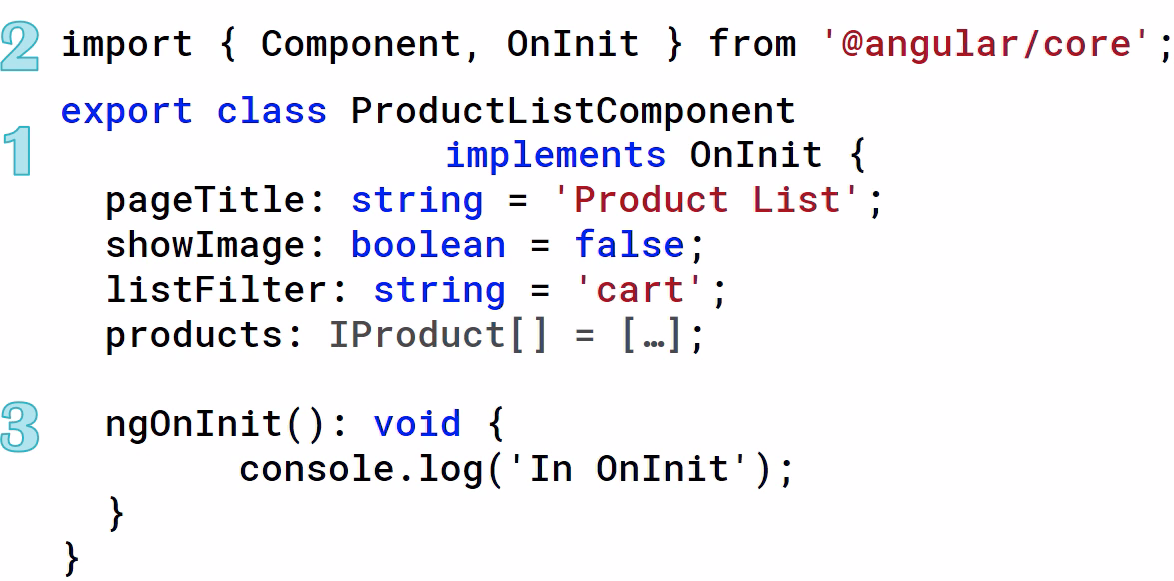 2 import { Component, OnInit } from '@angular/core';
export class ProductListComponent
1 implements OnInit {
pageTitle: string = 'Product List';
showImage: boolean = false;
listFilter: string = 'cart';
products: IProduct[] = […];
3 ngOnInit(): void {
console.log('In OnInit');
}
}